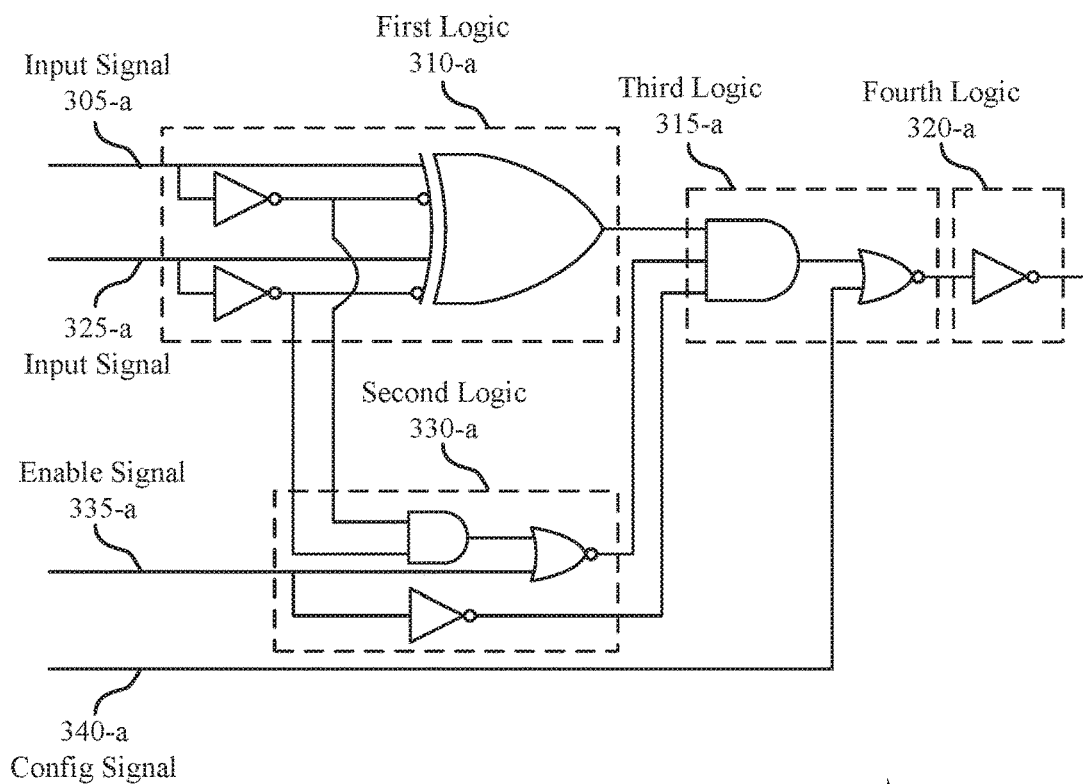 First Logic
310-a
Input Signal
305-a
Third Logic
315-a
Fourth Logic
320-a
325-a
Input Signal
Second Logic
330-a
Enable Signal
335-a
340-a
Config Signal